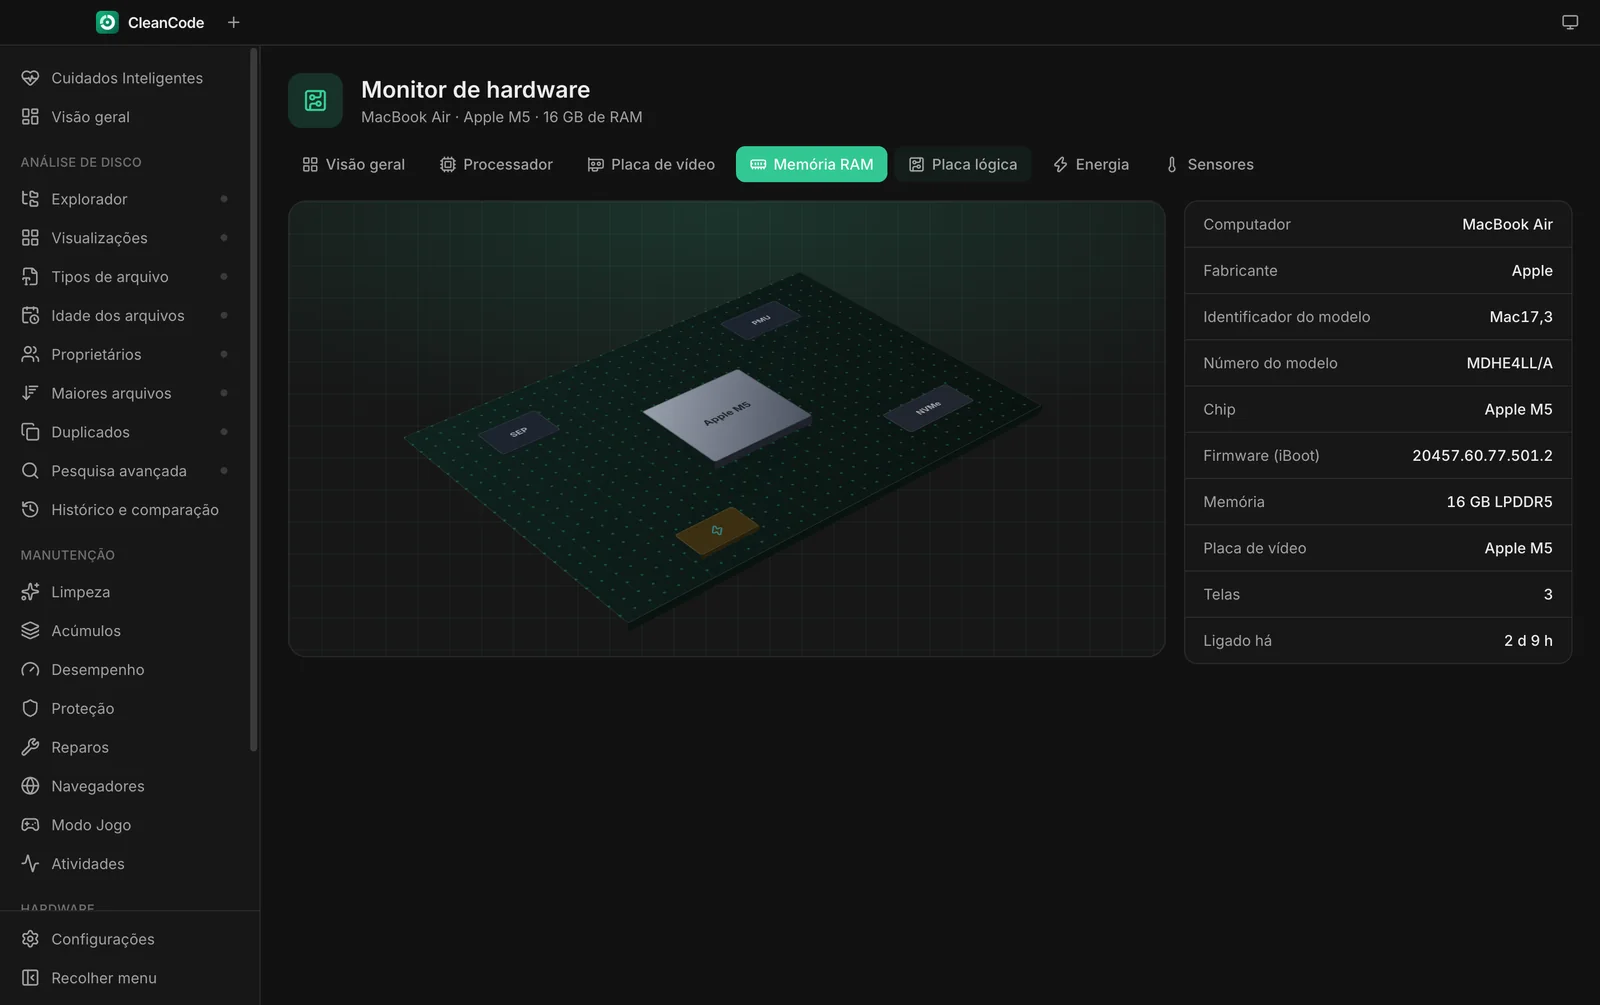 CleanCode
Cuidados Inteligentes
Visão geral
ANÁLISE DE DISCO
Explorador
Visualizações
Tipos de arquivo
Idade dos arquivos
Proprietários
Maiores arquivos
Duplicados
Pesquisa avançada
Histórico e comparação
MANUTENÇÃO
Limpeza
Acúmulos
Desempenho
Proteção
Reparos
Navegadores
Modo Jogo
Atividades
HARDWARE
Configurações
Recolher menu
Monitor de hardware
MacBook Air · Apple M5 · 16 GB de RAM
Visão geral Processador Placa de vídeo Memória RAM Placa lógica Energia Sensores
PMU
Apple M5
NVMe
SEP
Computador MacBook Air
Fabricante Apple
Identificador do modelo Mac17,3
Número do modelo MDHE4LL/A
Chip Apple M5
Firmware (iBoot) 20457.60.77.501.2
Memória 16 GB LPDDR5
Placa de vídeo Apple M5
Telas 3
Ligado há 2 d 9 h